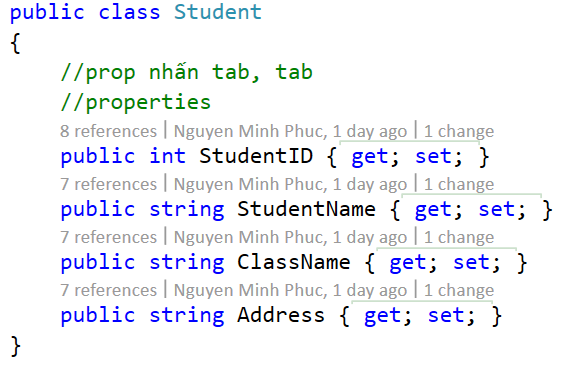 public class Student
{
//prop nhấn tab, tab
//properties
8 references | Nguyen Minh Phuc, 1 day ago | 1 change
public int StudentID { get; set; }
7 references | Nguyen Minh Phuc, 1 day ago | 1 change
public string StudentName { get; set; }
7 references | Nguyen Minh Phuc, 1 day ago | 1 change
public string ClassName { get; set; }
7 references | Nguyen Minh Phuc, 1 day ago | 1 change
public string Address { get; set; }
}